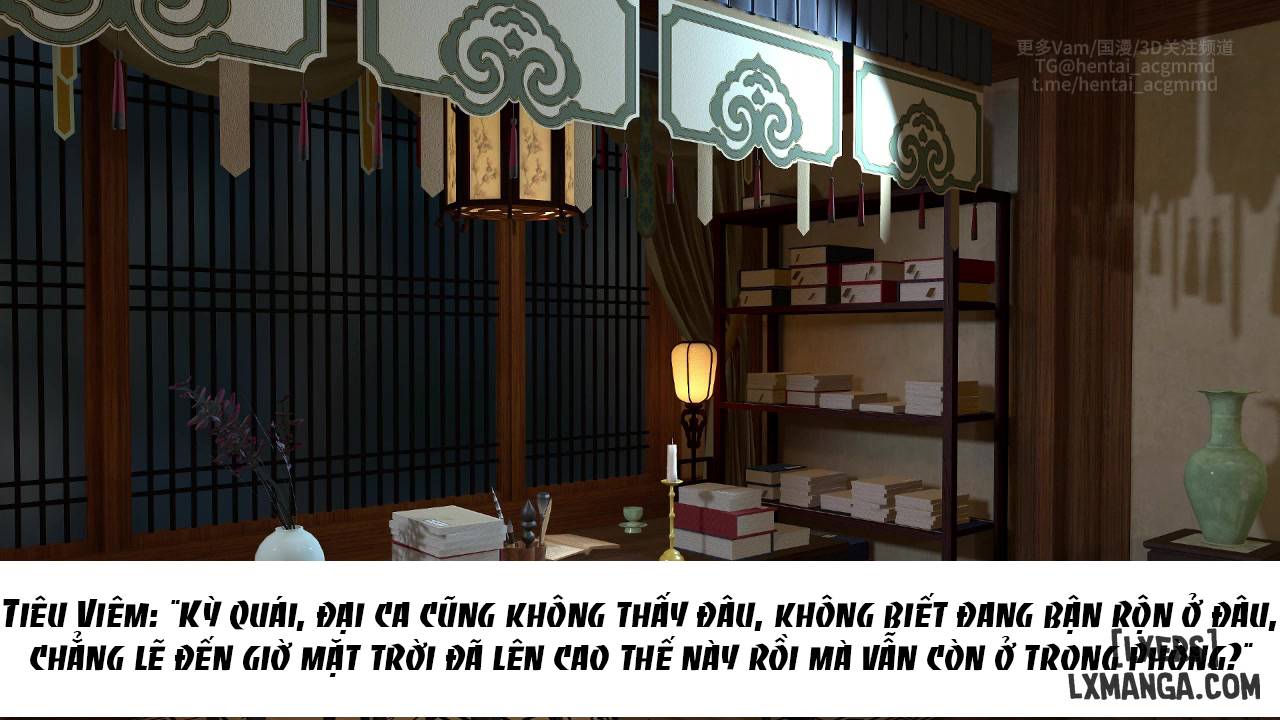 更多Vam/国漫/3D关注频道
TG@hentai_acgmmd
t.me/hentai_acgmmd
TIÊU VIÊM: "KỲ QUÁI, ĐẠI CA CŨNG KHÔNG THẤY ĐÂU, KHÔNG BIẾT ĐANG BẬN RỘN Ở ĐÂU,
CHẲNG LẼ ĐẾN GIỜ MẶT TRỜI ĐÃ LÊN CAO THẾ NÀY RỒI MÀ VẪN CÒN Ở TRONG PHÒNG?"
[LXERS]
LXMANGA.COM